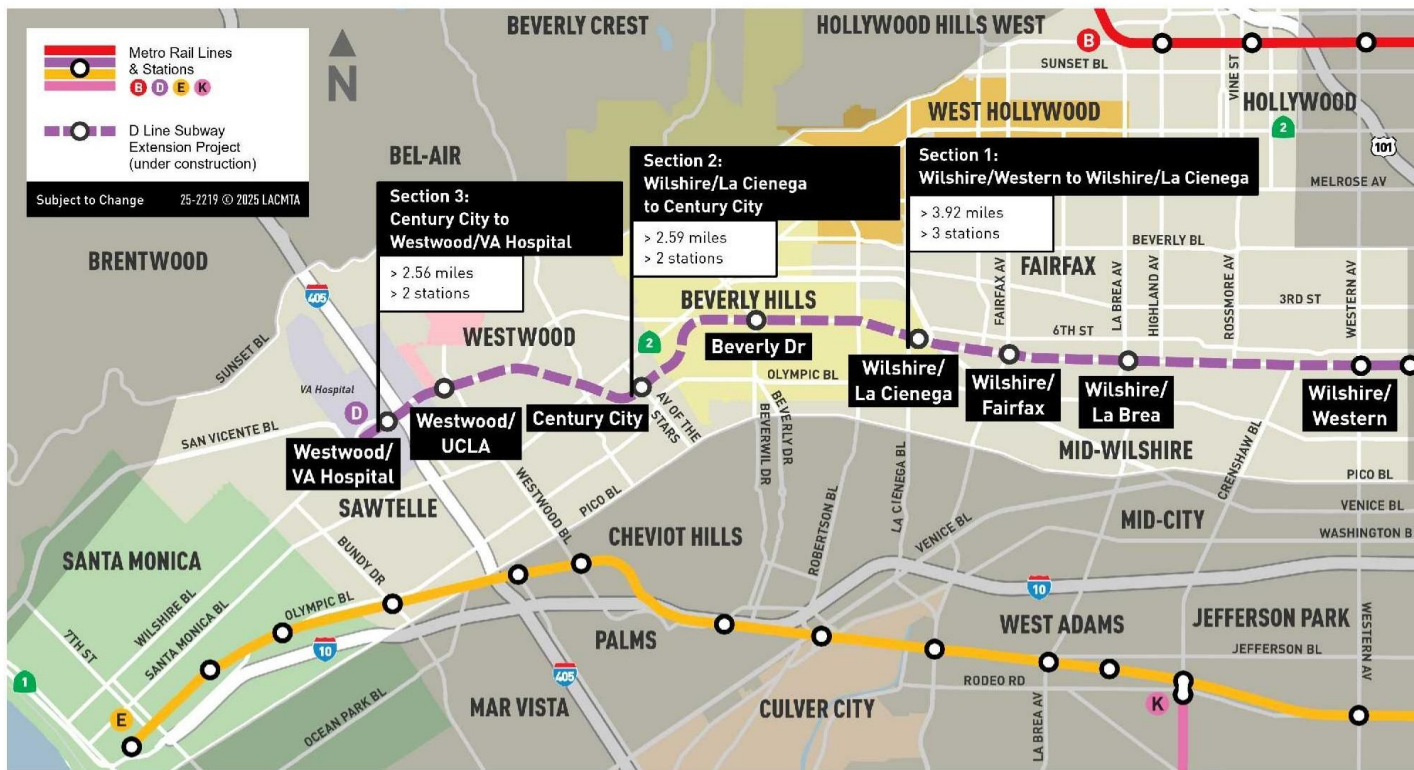 Metro Rail Lines
& Stations
B D E K
D Line Subway
Extension Project
(under construction)
Subject to Change 25-2219 © 2025 LACMTA
N
BEVERLY CREST
HOLLYWOOD HILLS WEST
B
SUNSET BL
VINE ST
HOLLYWOOD
2
101
WEST HOLLYWOOD
MELROSE AV
BEL-AIR
BRENTWOOD
Section 3:
Century City to
Westwood/VA Hospital
> 2.56 miles
> 2 stations
Section 2:
Wilshire/La Cienega
to Century City
> 2.59 miles
> 2 stations
Section 1:
Wilshire/Western to Wilshire/La Cienega
> 3.92 miles
> 3 stations
BEVERLY BL
FAIRFAX
FAIRFAX AV
LA BREA AV
HIGHLAND AV
ROSSMORE AV
WESTERN AV
3RD ST
6TH ST
405
WESTWOOD
BEVERLY HILLS
2
Beverly Dr
OLYMPIC BL
SUNSET BL
VA Hospital
D
SAN VICENTE BL
Westwood/
VA Hospital
Westwood/
UCLA
Century City
AV OF THE
STARS
Wilshire/
La Cienega
Wilshire/
Fairfax
Wilshire/
La Brea
Wilshire/
Western
BEVERWIL DR
BEVERLY DR
MID-WILSHIRE
CRENSHAW BL
PICO BL
SAWTELLE
WESTWOOD BL
PICO BL
LA CIENEGA BL
ROBERTSON BL
VENICE BL
MID-CITY
VENICE BL
WASHINGTON B
CHEVIOT HILLS
SANTA MONICA
BUNDY DR
WILSHIRE BL
SANTA MONICA BL
OLYMPIC BL
7TH ST
10
10
PALMS
WEST ADAMS
JEFFERSON PARK
JEFFERSON BL
WESTERN AV
RODEO RD
1
E
OCEAN PARK BL
MAR VISTA
405
CULVER CITY
LA BREA AV
K